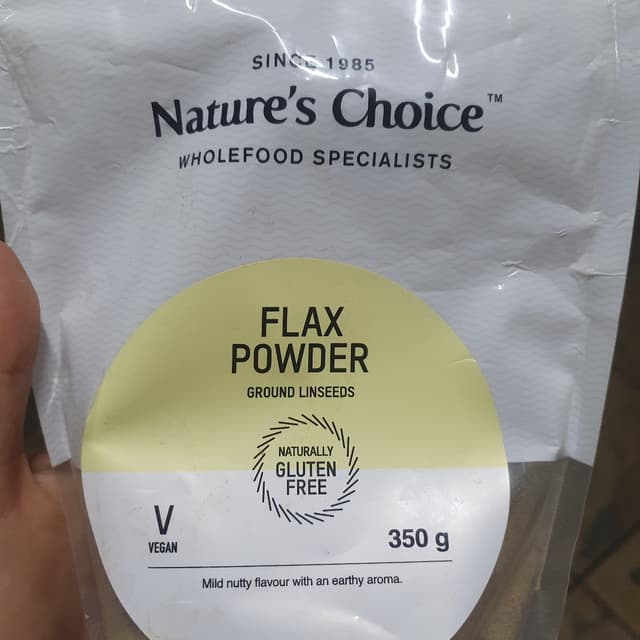 SINCE 1985
Nature's Choice™
WHOLEFOOD SPECIALISTS
FLAX
POWDER
GROUND LINSEEDS
NATURALLY
GLUTEN
FREE
V
VEGAN
350 g
Mild nutty flavour with an earthy aroma.